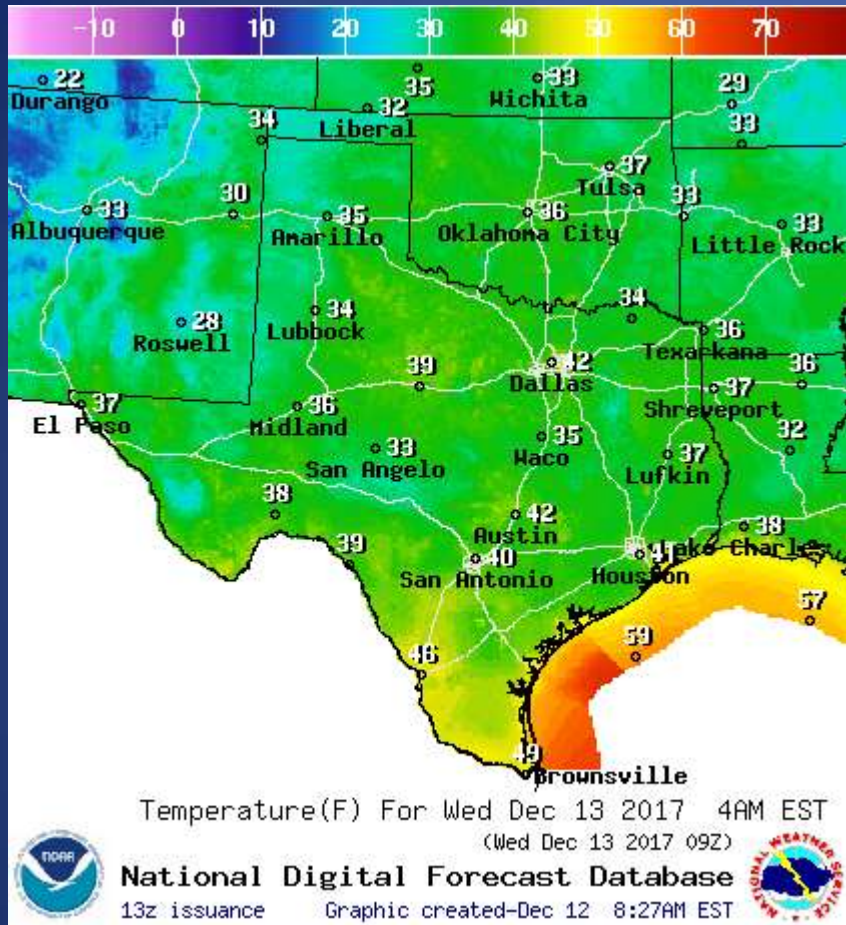 -10 0 10 20 30 40 50 60 70
22 35 33 29
Durango Wichita
34 32 33
Liberal
37
Tulsa
33 30 35 36 33 33
Albuquerque Amarillo Oklahoma City Little Rock
28 34 34 36
Roswell Lubbock Texarkana
39 42 36
Dallas
37 36 37
El Paso Midland Shreveport
33 35 37 32
San Angelo Waco Lufkin
38 42 38
Austin Lake Charles
39 40 41
San Antonio Houston
57
59
46
49
Brownsville
Temperature(F) For Wed Dec 13 2017 4AM EST
(Wed Dec 13 2017 09Z)
noaa
NATIONAL WEATHER SERVICE
National Digital Forecast Database
13z issuance Graphic created-Dec 12 8:27AM EST